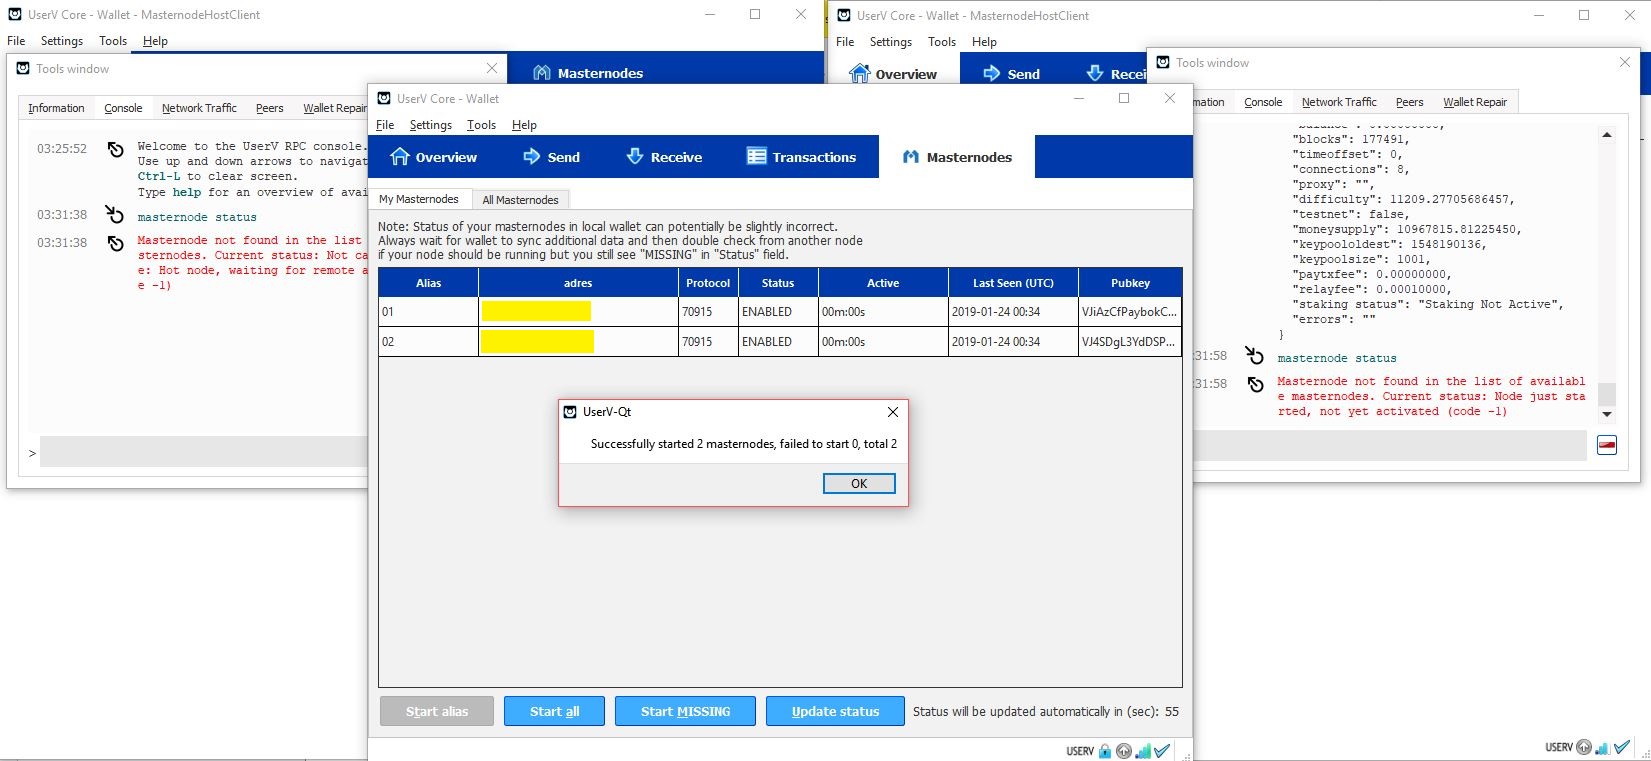 UserV Core - Wallet - MasternodeHostClient
File Settings Tools Help
Masternodes
Tools window
Information Console Network Traffic Peers Wallet Repair
03:25:52
Welcome to the UserV RPC console.
Use up and down arrows to navigat
Ctrl-L to clear screen.
Type help for an overview of avai
03:31:38
masternode status
03:31:38
Masternode not found in the list
sternodes. Current status: Not ca
e: Hot node, waiting for remote a
e -1)
>
UserV Core - Wallet
File Settings Tools Help
Overview Send Receive Transactions Masternodes
My Masternodes All Masternodes
Note: Status of your masternodes in local wallet can potentially be slightly incorrect.
Always wait for wallet to sync additional data and then double check from another node
if your node should be running but you still see "MISSING" in "Status" field.
Alias adres Protocol Status Active Last Seen (UTC) Pubkey
01 70915 ENABLED 00m:00s 2019-01-24 00:34 VJiAzCfPaybokC...
02 70915 ENABLED 00m:00s 2019-01-24 00:34 VJ4SDgL3YdDSP...
UserV-Qt
Successfully started 2 masternodes, failed to start 0, total 2
OK
Start alias Start all Start MISSING Update status Status will be updated automatically in (sec): 55
USERV
UserV Core - Wallet - MasternodeHostClient
File Settings Tools Help
Overview Send Recei
Tools window
mation Console Network Traffic Peers Wallet Repair
"blocks": 177491,
"timeoffset": 0,
"connections": 8,
"proxy": "",
"difficulty": 11209.27705686457,
"testnet": false,
"moneysupply": 10967815.81225450,
"keypoololdest": 1548190136,
"keypoolsize": 1001,
"paytxfee": 0.00000000,
"relayfee": 0.00010000,
"staking status": "Staking Not Active",
"errors": ""
}
:31:58
masternode status
:31:58
Masternode not found in the list of availabl
e masternodes. Current status: Node just sta
rted, not yet activated (code -1)
USERV